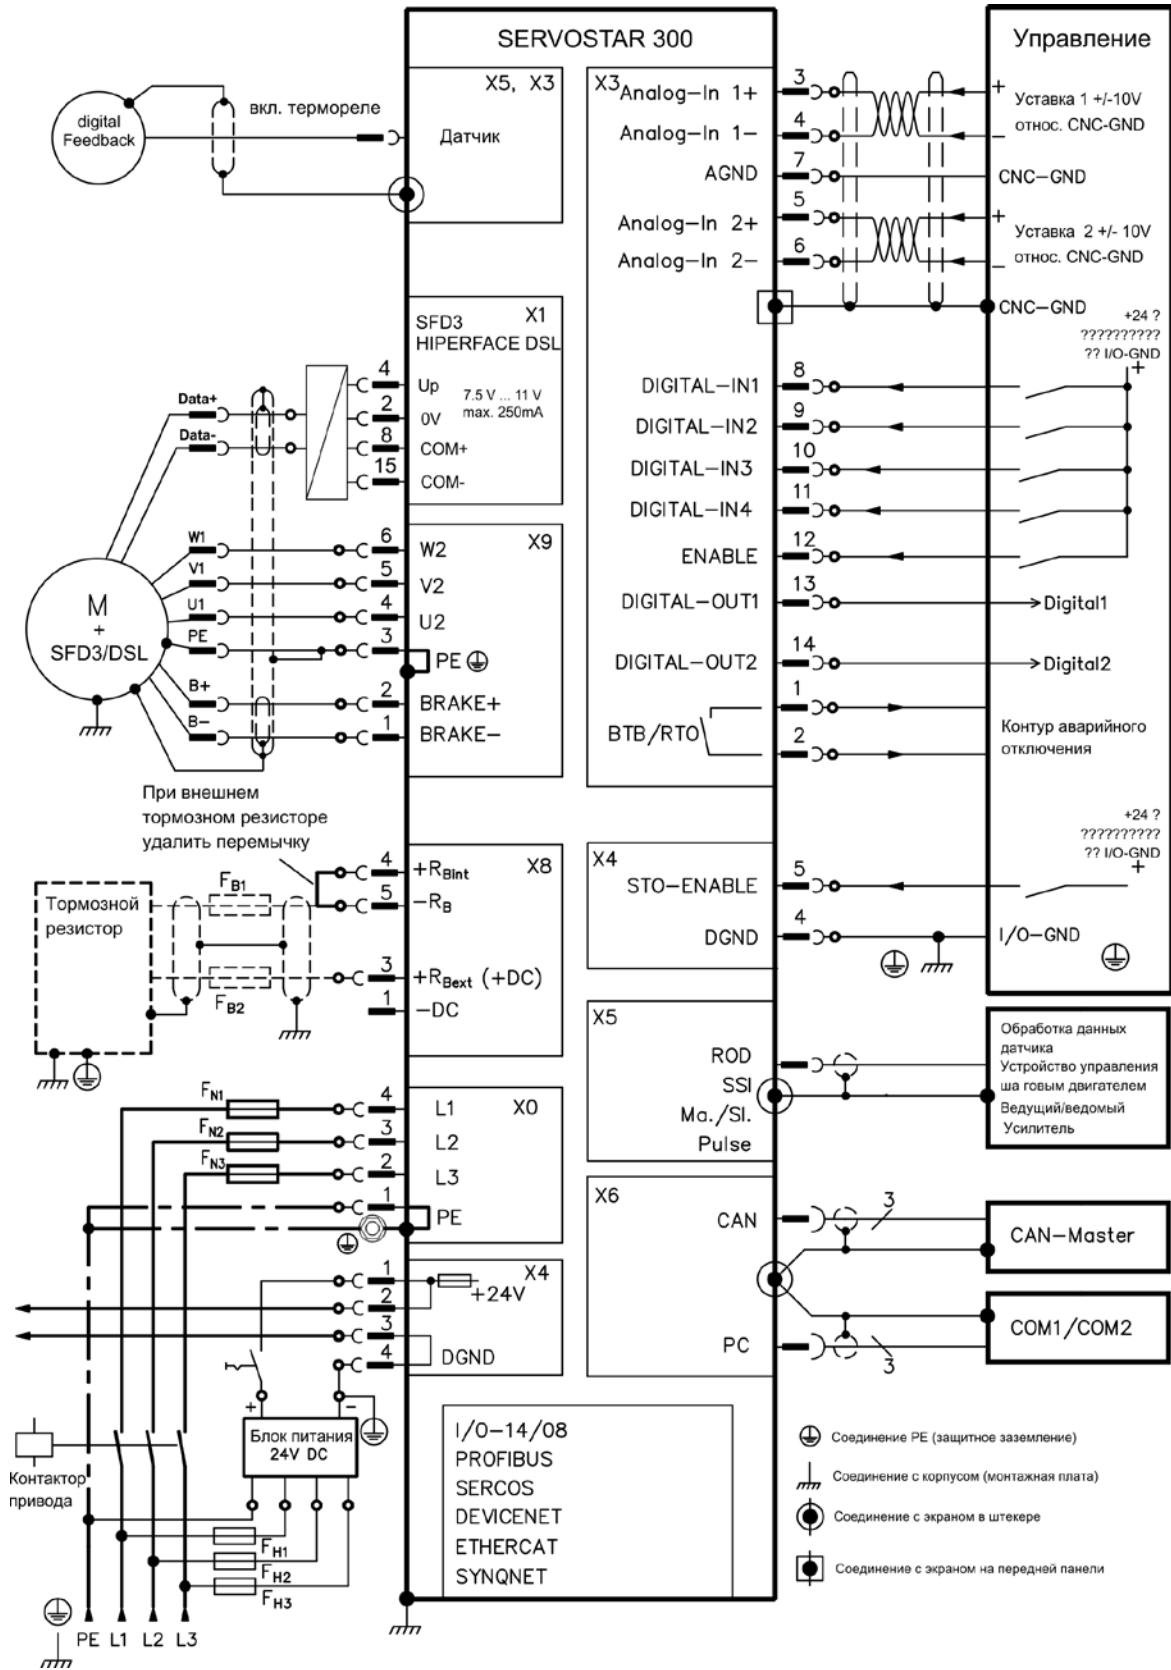 SERVOSTAR 300
Управление
X5, X3
вкл. термореле
digital
Feedback
Датчик
X3
Analog-In 1+
3
+
Уставка 1 +/-10V
относ. CNC-GND
Analog-In 1-
4
-
AGND
7
CNC-GND
Analog-In 2+
5
+
Уставка 2 +/- 10V
относ. CNC-GND
Analog-In 2-
6
-
CNC-GND
+24 ?
??????????
?? I/O-GND
+
SFD3
HIPERFACE DSL
X1
4
Up
7.5 V ... 11 V
max. 250mA
2
0V
8
COM+
15
COM-
Data+
Data-
DIGITAL-IN1
8
DIGITAL-IN2
9
DIGITAL-IN3
10
DIGITAL-IN4
11
ENABLE
12
DIGITAL-OUT1
13
Digital1
DIGITAL-OUT2
14
Digital2
BTB/RTO
1
2
Контур аварийного
отключения
X9
W1
6
W2
V1
5
V2
U1
4
U2
PE
3
PE
B+
2
BRAKE+
B-
1
BRAKE-
M
+
SFD3/DSL
При внешнем
тормозном резисторе
удалить перемычку
X8
4
+RBint
5
-RB
3
+RBext (+DC)
1
-DC
FB1
FB2
Тормозной
резистор
+24 ?
??????????
?? I/O-GND
+
X4
STO-ENABLE
5
DGND
4
I/O-GND
X5
ROD
SSI
Ma./Sl.
Pulse
Обработка данных
датчика
Устройство управления
ша говым двигателем
Ведущий/ведомый
Усилитель
X0
FN1
4
L1
FN2
3
L2
FN3
2
L3
1
PE
X6
CAN
3
CAN-Master
PC
3
COM1/COM2
X4
1
+24V
2
3
4
DGND
+
-
Блок питания
24V DC
Контактор
привода
FH1
FH2
FH3
PE L1 L2 L3
I/O-14/08
PROFIBUS
SERCOS
DEVICENET
ETHERCAT
SYNQNET
Соединение PE (защитное заземление)
Соединение с корпусом (монтажная плата)
Соединение с экраном в штекере
Соединение с экраном на передней панели